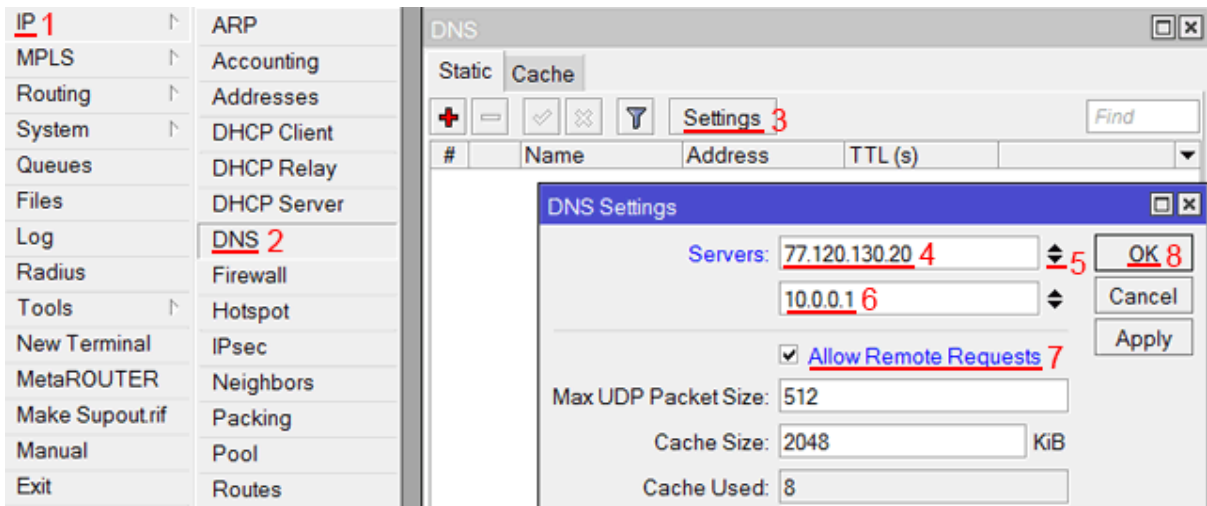 IP 1
MPLS
Routing
System
Queues
Files
Log
Radius
Tools
New Terminal
MetaROUTER
Make Supout.rif
Manual
Exit
ARP
Accounting
Addresses
DHCP Client
DHCP Relay
DHCP Server
DNS 2
Firewall
Hotspot
IPsec
Neighbors
Packing
Pool
Routes
DNS
Static Cache
Settings 3 Find
# Name Address TTL (s)
DNS Settings
Servers: 77.120.130.20 4 5 OK 8
10.0.0.1 6 Cancel
Allow Remote Requests 7 Apply
Max UDP Packet Size: 512
Cache Size: 2048 KiB
Cache Used: 8